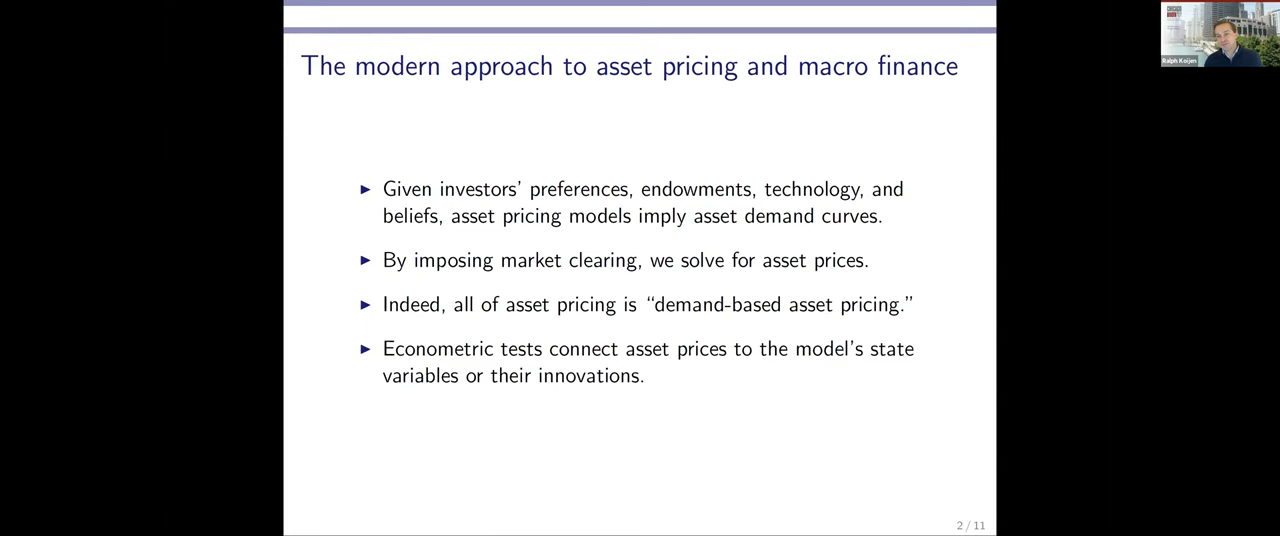 The modern approach to asset pricing and macro finance
► Given investors' preferences, endowments, technology, and
beliefs, asset pricing models imply asset demand curves.
► By imposing market clearing, we solve for asset prices.
► Indeed, all of asset pricing is “demand-based asset pricing.”
► Econometric tests connect asset prices to the model's state
variables or their innovations.
2 / 11
Ralph Koijen